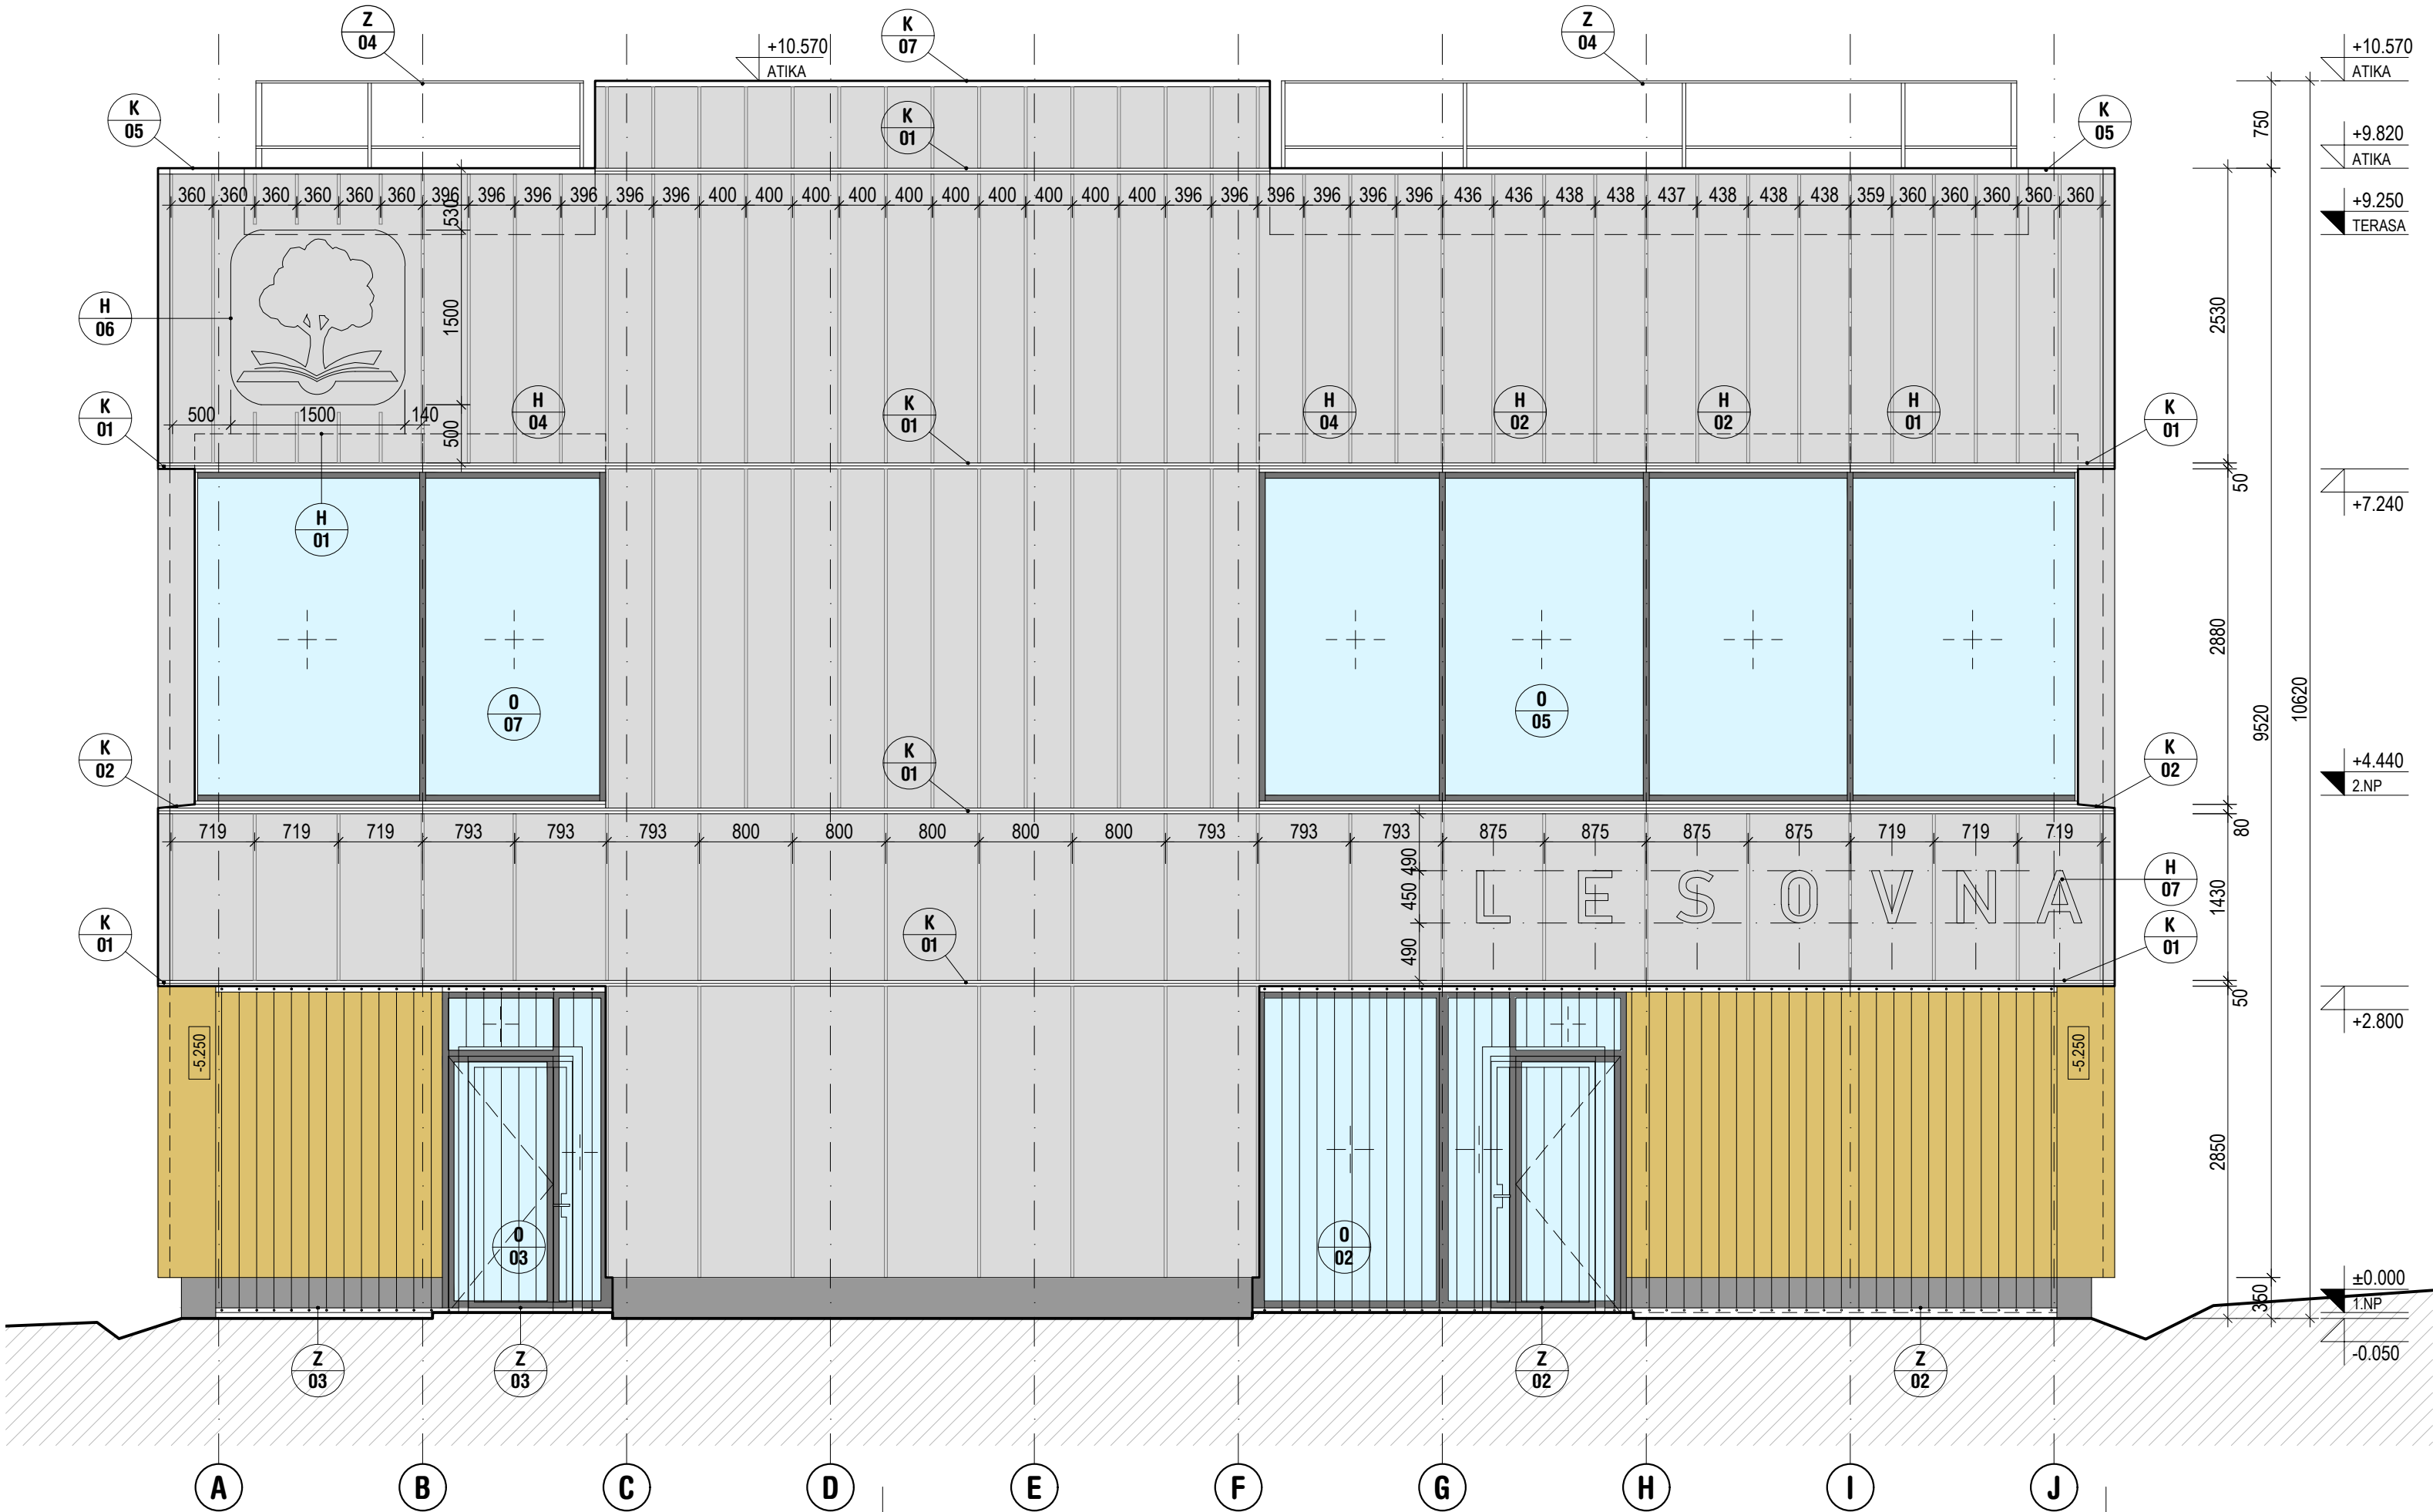 Z
04
K
07
Z
04
+10.570
ATIKA
+10.570
ATIKA
K
05
K
01
K
05
750
+9.820
ATIKA
360 360 360 360 360 360 396 396 396 396 396 396 400 400 400 400 400 400 400 400 400 400 396 396 396 396 396 396 436 436 438 438 437 438 438 438 359 360 360 360 360 360
530
+9.250
TERASA
H
06
1500
2530
500 1500 140
500
H
04
K
01
K
01
H
04
H
02
H
02
H
01
K
01
H
01
50
+7.240
2880
O
07
O
05
9520
10620
K
02
K
01
K
02
+4.440
2.NP
719 719 719 793 793 793 800 800 800 800 800 793 793 793 875 875 875 875 719 719 719
80
490
450
490
LESOVNA
H
07
1430
K
01
K
01
K
01
50
+2.800
-5.250
-5.250
2850
O
03
O
02
350
±0.000
1.NP
-0.050
Z
03
Z
03
Z
02
Z
02
A B C D E F G H I J